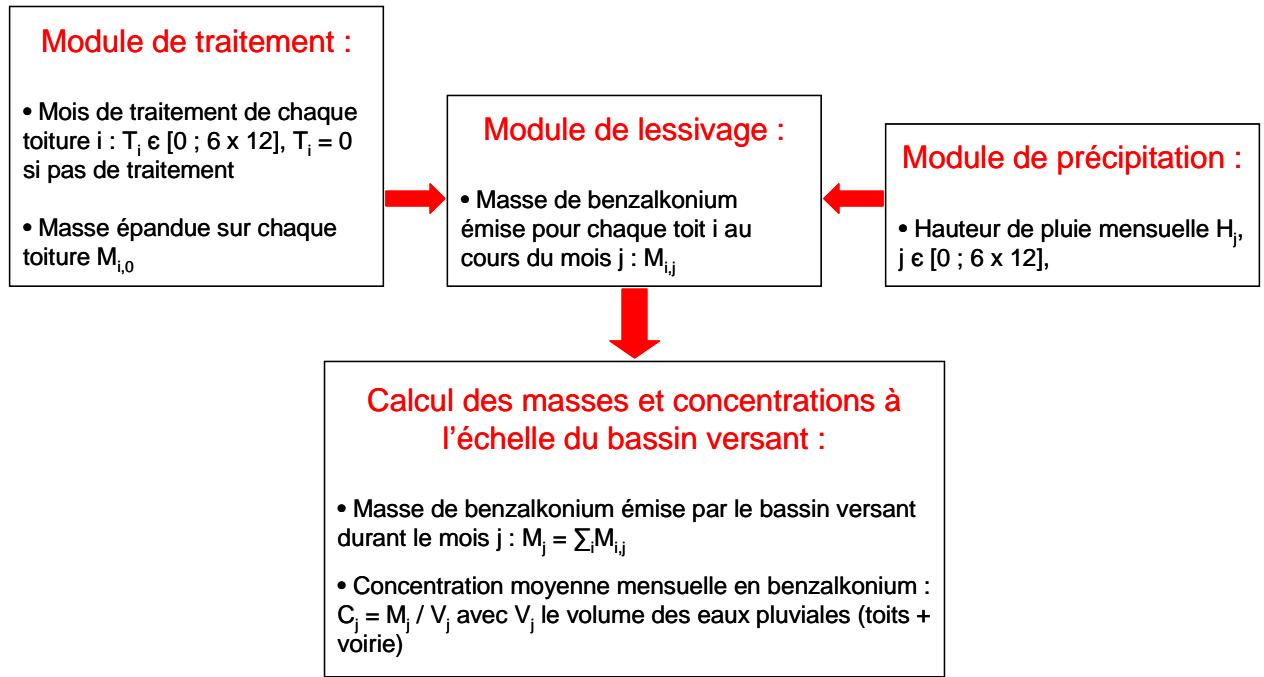 Module de traitement :
• Mois de traitement de chaque
toiture i : Ti є [0 ; 6 x 12], Ti = 0
si pas de traitement
• Masse épandue sur chaque
toiture Mi,0
Module de lessivage :
• Masse de benzalkonium
émise pour chaque toit i au
cours du mois j : Mi,j
Module de précipitation :
• Hauteur de pluie mensuelle Hj,
j є [0 ; 6 x 12],
Calcul des masses et concentrations à
l’échelle du bassin versant :
• Masse de benzalkonium émise par le bassin versant
durant le mois j : Mj = ∑iMi,j
• Concentration moyenne mensuelle en benzalkonium :
Cj = Mj / Vj avec Vj le volume des eaux pluviales (toits +
voirie)